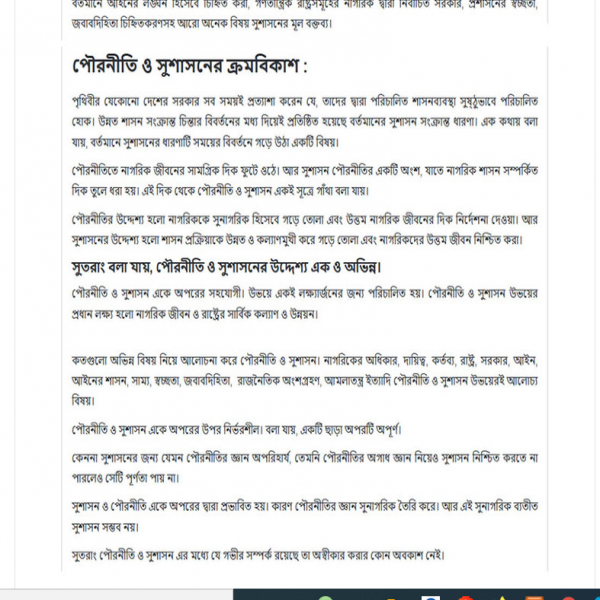 বর্তমানে আইনের লঙ্ঘন হিসেবে চিহ্নিত করা, গণতান্ত্রিক রাষ্ট্রসমূহের নাগরিক দ্বারা নির্বাচিত সরকার, প্রশাসনের স্বচ্ছতা,
জবাবদিহিতা চিহ্নিতকরণসহ আরো অনেক বিষয় সুশাসনের মূল বক্তব্য।
পৌরনীতি ও সুশাসনের ক্রমবিকাশ :
পৃথিবীর যেকোনো দেশের সরকার সব সময়ই প্রত্যাশা করেন যে, তাদের দ্বারা পরিচালিত শাসনব্যবস্থা সুষ্ঠুভাবে পরিচালিত
হোক। উন্নত শাসন সংক্রান্ত চিন্তার বিবর্তনের মধ্য দিয়েই প্রতিষ্ঠিত হয়েছে বর্তমানের সুশাসন সংক্রান্ত ধারণা। এক কথায় বলা
যায়, বর্তমানে সুশাসনের ধারণাটি সময়ের বিবর্তনে গড়ে উঠা একটি বিষয়।
পৌরনীতিতে নাগরিক জীবনের সামগ্রিক দিক ফুটে ওঠে। আর সুশাসন পৌরনীতির একটি অংশ, যাতে নাগরিক শাসন সম্পর্কিত
দিক তুলে ধরা হয়। এই দিক থেকে পৌরনীতি ও সুশাসন একই সূত্রে গাঁথা বলা যায়।
পৌরনীতির উদ্দেশ্য হলো নাগরিককে সুনাগরিক হিসেবে গড়ে তোলা এবং উত্তম নাগরিক জীবনের দিক নির্দেশনা দেওয়া। আর
সুশাসনের উদ্দেশ্য হলো শাসন প্রক্রিয়াকে উন্নত ও কল্যাণমুখী করে গড়ে তোলা এবং নাগরিকদের উত্তম জীবন নিশ্চিত করা।
সুতরাং বলা যায়, পৌরনীতি ও সুশাসনের উদ্দেশ্য এক ও অভিন্ন।
পৌরনীতি ও সুশাসন একে অপরের সহযোগী। উভয়ে একই লক্ষ্যার্জনের জন্য পরিচালিত হয়। পৌরনীতি ও সুশাসন উভয়ের
প্রধান লক্ষ্য হলো নাগরিক জীবন ও রাষ্ট্রের সার্বিক কল্যাণ ও উন্নয়ন।
কতগুলো অভিন্ন বিষয় নিয়ে আলোচনা করে পৌরনীতি ও সুশাসন। নাগরিকের অধিকার, দায়িত্ব, কর্তব্য, রাষ্ট্র, সরকার, আইন,
আইনের শাসন, সাম্য, স্বচ্ছতা, জবাবদিহিতা, রাজনৈতিক অংশগ্রহণ, আমলাতন্ত্র ইত্যাদি পৌরনীতি ও সুশাসন উভয়েরই আলোচ্য
বিষয়।
পৌরনীতি ও সুশাসন একে অপরের উপর নির্ভরশীল। বলা যায়, একটি ছাড়া অপরটি অপূর্ণ।
কেননা সুশাসনের জন্য যেমন পৌরনীতির জ্ঞান অপরিহার্য, তেমনি পৌরনীতির অগাধ জ্ঞান নিয়েও সুশাসন নিশ্চিত করতে না
পারলেও সেটি পূর্ণতা পায় না।
সুশাসন ও পৌরনীতি একে অপরের দ্বারা প্রভাবিত হয়। কারণ পৌরনীতির জ্ঞান সুনাগরিক তৈরি করে। আর এই সুনাগরিক ব্যতীত
সুশাসন সম্ভব নয়।
সুতরাং পৌরনীতি ও সুশাসন এর মধ্যে যে গভীর সম্পর্ক রয়েছে তা অস্বীকার করার কোন অবকাশ নেই।